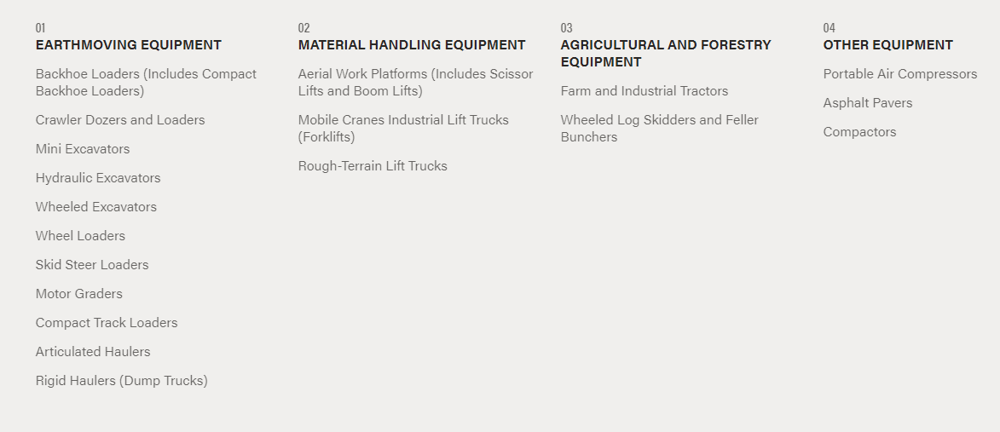 01
EARTHMOVING EQUIPMENT
Backhoe Loaders (Includes Compact
Backhoe Loaders)
Crawler Dozers and Loaders
Mini Excavators
Hydraulic Excavators
Wheeled Excavators
Wheel Loaders
Skid Steer Loaders
Motor Graders
Compact Track Loaders
Articulated Haulers
Rigid Haulers (Dump Trucks)
02
MATERIAL HANDLING EQUIPMENT
Aerial Work Platforms (Includes Scissor
Lifts and Boom Lifts)
Mobile Cranes Industrial Lift Trucks
(Forklifts)
Rough-Terrain Lift Trucks
03
AGRICULTURAL AND FORESTRY
EQUIPMENT
Farm and Industrial Tractors
Wheeled Log Skidders and Feller
Bunchers
04
OTHER EQUIPMENT
Portable Air Compressors
Asphalt Pavers
Compactors